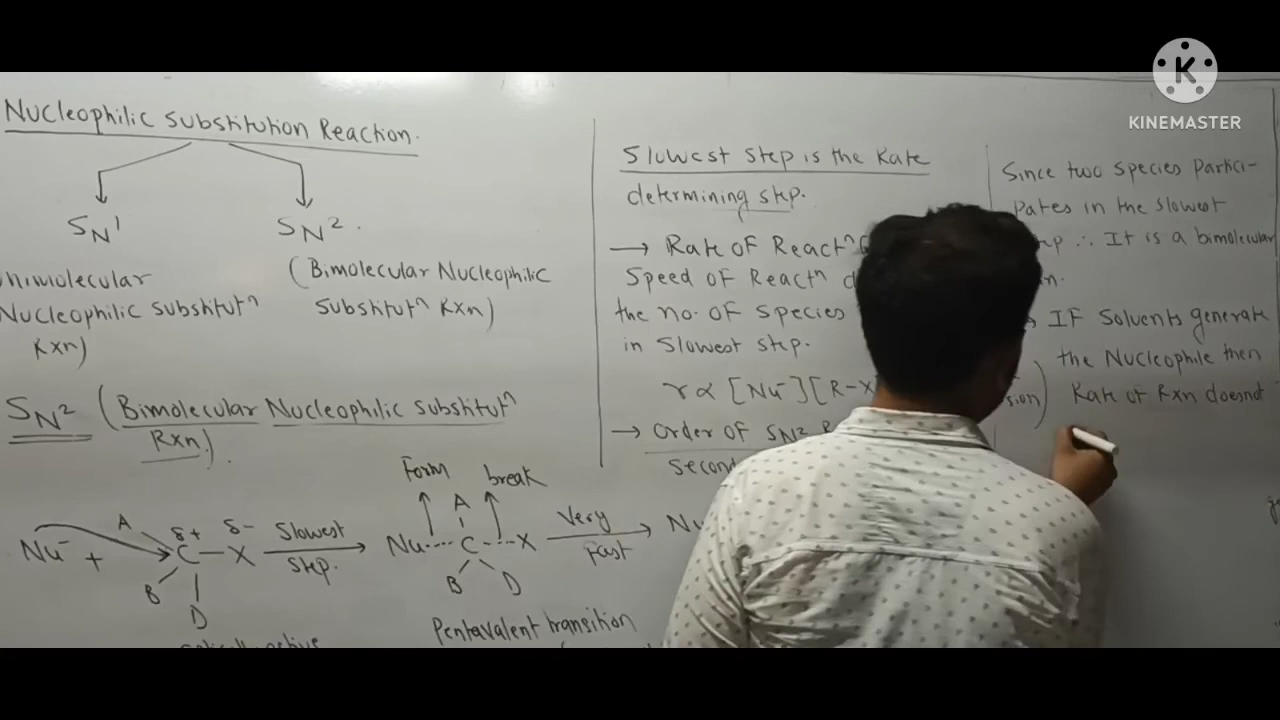 Nucleophilic Substitution Reaction.
SN1
SN2.
nimolecular
Nucleophilic Substitutn
Rxn)
(Bimolecular Nucleophilic
Substitutn Rxn)
SN2 (Bimolecular Nucleophilic Substitutn
Rxn).
Form break
Nu- + A B D C δ+ — X δ- Slowest Step. Nu C X A B D Very Fast Nu
Pentavalent transition
Slowest Step is the Rate
determining step.
→ Rate of Reactn
Speed of Reactn d
the no. of species
in slowest step.
r ∝ [Nu-][R-X
→ Order of SN2 R
Second
Since two species partici-
pates in the slowest
ep ∴ It is a bimolecular
n.
IF Solvents generate
the Nucleophile then
sion) Rate of Rxn doesnot
K
KINEMASTER